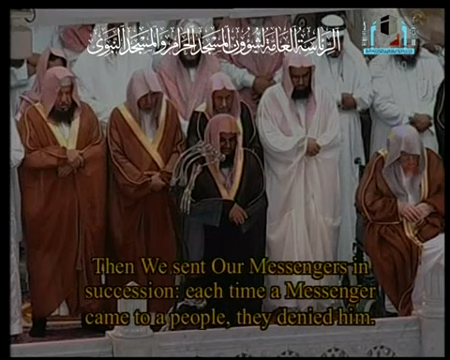 الرئاسة العامة لشؤون المسجد الحرام والمسجد النبوي
Then We sent Our Messengers in
succession: each time a Messenger
came to a people, they denied him.